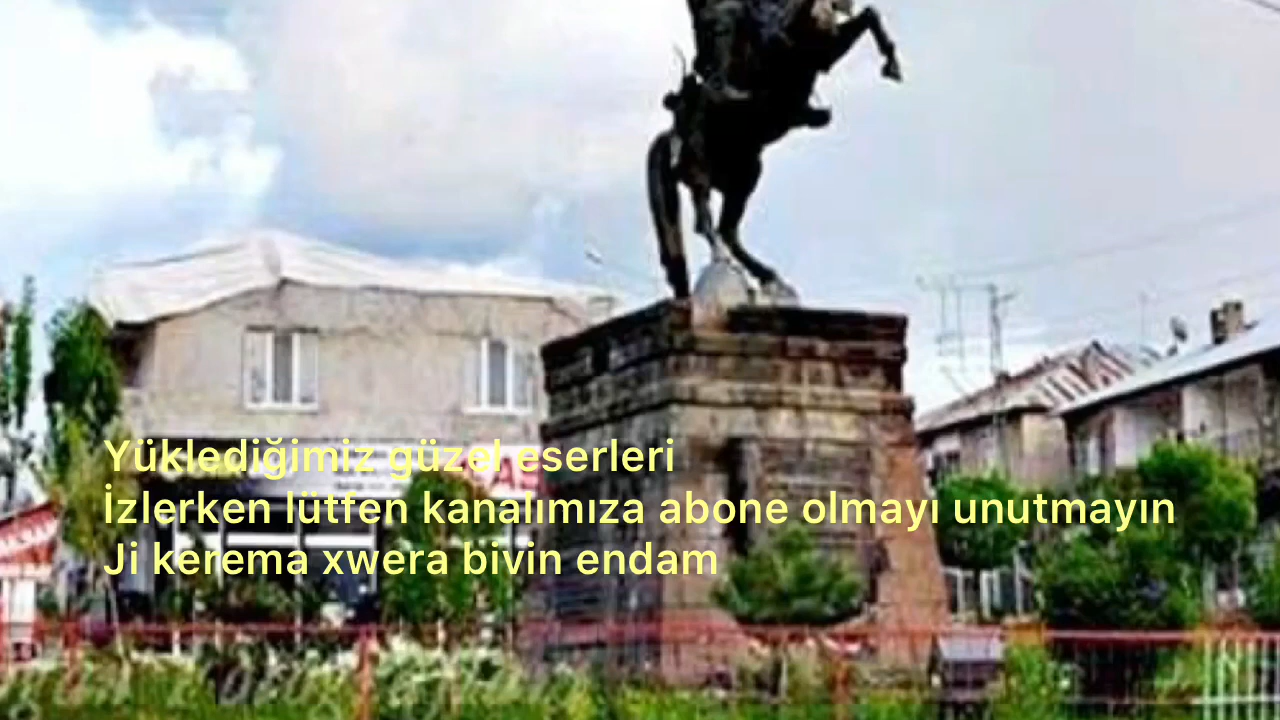 Yüklediğimiz güzel eserleri
İzlerken lütfen kanalımıza abone olmayı unutmayın
Ji kerema xwera bivin endam